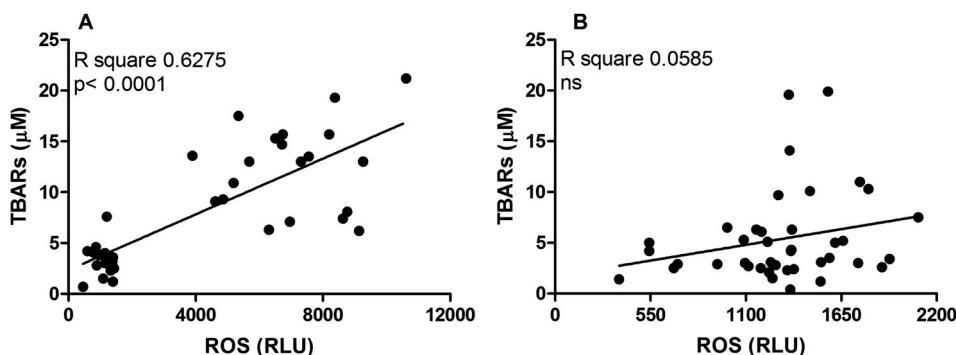 A
R square 0.6275
p< 0.0001
25
20
15
10
5
0
TBARs (μM)
0 4000 8000 12000
ROS (RLU)
B
R square 0.0585
ns
25
20
15
10
5
0
TBARs (μM)
0 550 1100 1650 2200
ROS (RLU)